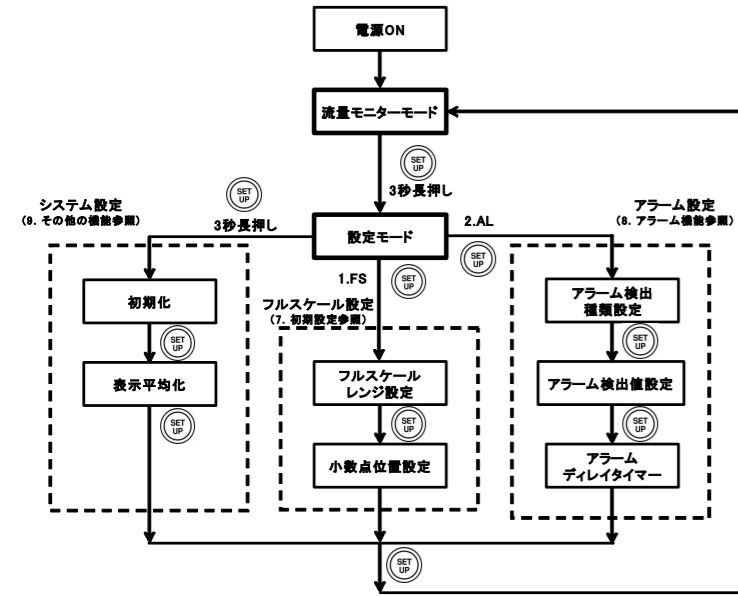 電源ON
流量モニターモード
SET
UP
3秒長押し
SET
UP
3秒長押し
設定モード
2.AL
SET
UP
1.FS
SET
UP
システム設定
(9. その他の機能参照)
初期化
SET
UP
表示平均化
SET
UP
フルスケール設定
(7. 初期設定参照)
フルスケール
レンジ設定
SET
UP
小数点位置設定
アラーム設定
(8. アラーム機能参照)
アラーム検出
種類設定
SET
UP
アラーム検出値設定
SET
UP
アラーム
ディレイタイマー
SET
UP